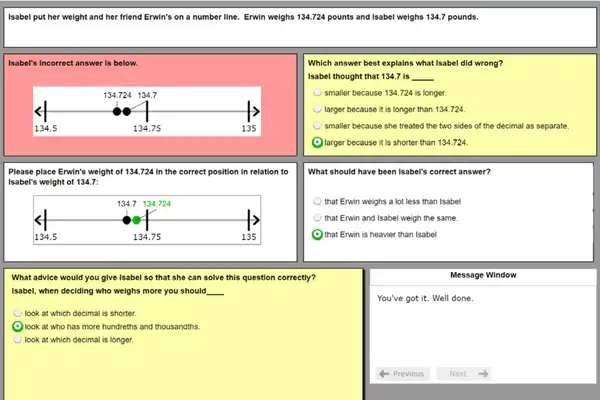 Isabel put her weight and her friend Erwin's on a number line.  Erwin weighs 134.724 pounts and Isabel weighs 134.7 pounds.
Isabel's incorrect answer is below.
134.724 134.7
134.5 134.75 135
Which answer best explains what Isabel did wrong?
Isabel thought that 134.7 is _____
smaller because 134.724 is longer.
larger because it is longer than 134.724.
smaller because she treated the two sides of the decimal as separate.
larger because it is shorter than 134.724.
Please place Erwin's weight of 134.724 in the correct position in relation to
Isabel's weight of 134.7:
134.7 134.724
134.5 134.75 135
What should have been Isabel's correct answer?
that Erwin weighs a lot less than Isabel
that Erwin and Isabel weigh the same.
that Erwin is heavier than Isabel
What advice would you give Isabel so that she can solve this question correctly?
Isabel, when deciding who weighs more you should____
look at which decimal is shorter.
look at who has more hundreths and thousandths.
look at which decimal is longer.
Message Window
You've got it. Well done.
Previous Next